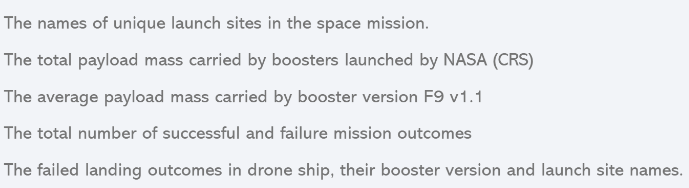 The names of unique launch sites in the space mission.
The total payload mass carried by boosters launched by NASA (CRS)
The average payload mass carried by booster version F9 v1.1
The total number of successful and failure mission outcomes
The failed landing outcomes in drone ship, their booster version and launch site names.